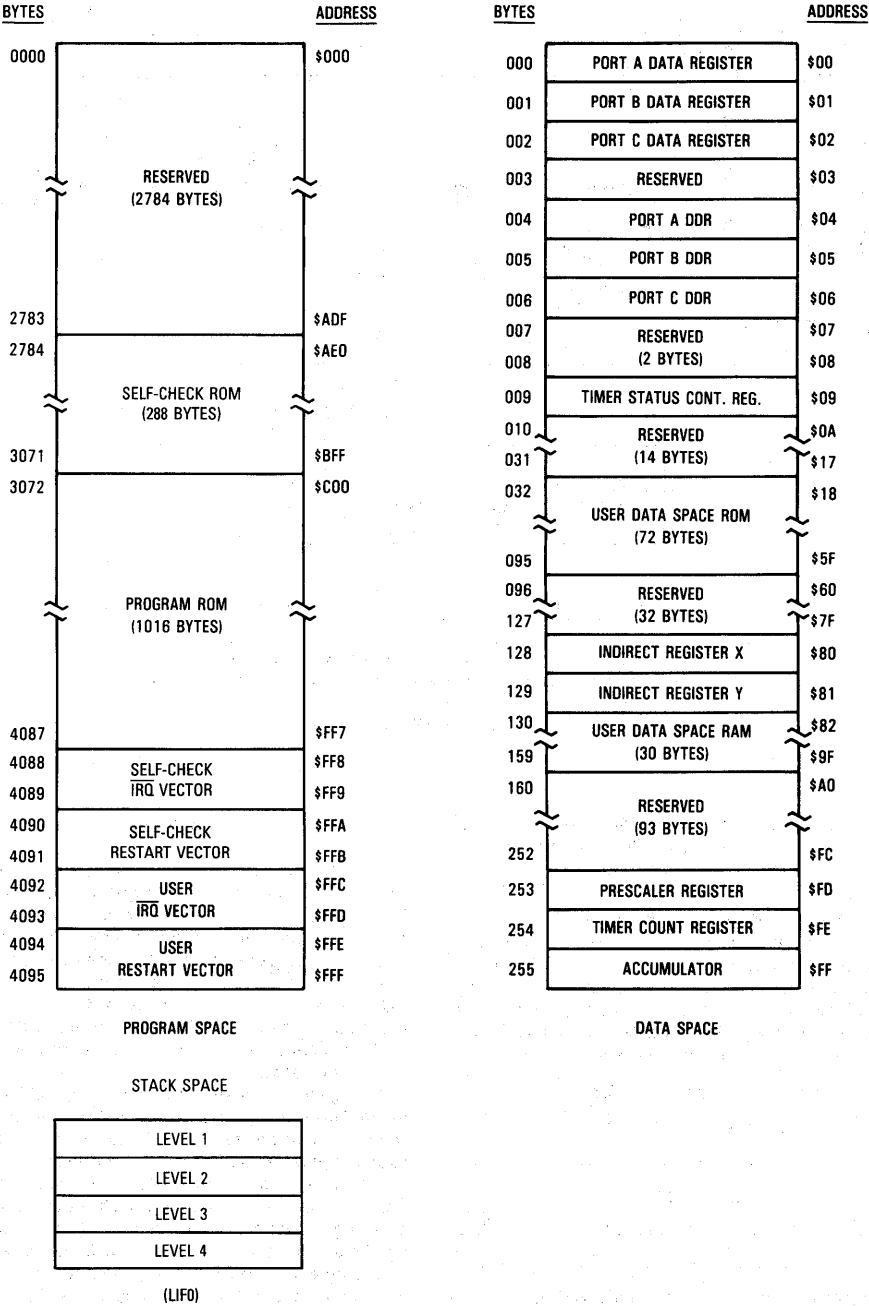 BYTES ADDRESS
0000 $000
RESERVED
(2784 BYTES)
2783 $ADF
2784 $AE0
SELF-CHECK ROM
(288 BYTES)
3071 $BFF
3072 $C00
PROGRAM ROM
(1016 BYTES)
4087 $FF7
4088 $FF8
SELF-CHECK
IRQ VECTOR
4089 $FF9
4090 $FFA
SELF-CHECK
RESTART VECTOR
4091 $FFB
4092 $FFC
USER
IRQ VECTOR
4093 $FFD
4094 $FFE
USER
RESTART VECTOR
4095 $FFF
PROGRAM SPACE
STACK SPACE
LEVEL 1
LEVEL 2
LEVEL 3
LEVEL 4
(LIFO)
BYTES ADDRESS
000 PORT A DATA REGISTER $00
001 PORT B DATA REGISTER $01
002 PORT C DATA REGISTER $02
003 RESERVED $03
004 PORT A DDR $04
005 PORT B DDR $05
006 PORT C DDR $06
007 $07
RESERVED
(2 BYTES)
008 $08
009 TIMER STATUS CONT. REG. $09
010 $0A
RESERVED
(14 BYTES)
031 $17
032 $18
USER DATA SPACE ROM
(72 BYTES)
095 $5F
096 $60
RESERVED
(32 BYTES)
127 $7F
128 INDIRECT REGISTER X $80
129 INDIRECT REGISTER Y $81
130 $82
USER DATA SPACE RAM
(30 BYTES)
159 $9F
160 $A0
RESERVED
(93 BYTES)
252 $FC
253 PRESCALER REGISTER $FD
254 TIMER COUNT REGISTER $FE
255 ACCUMULATOR $FF
DATA SPACE